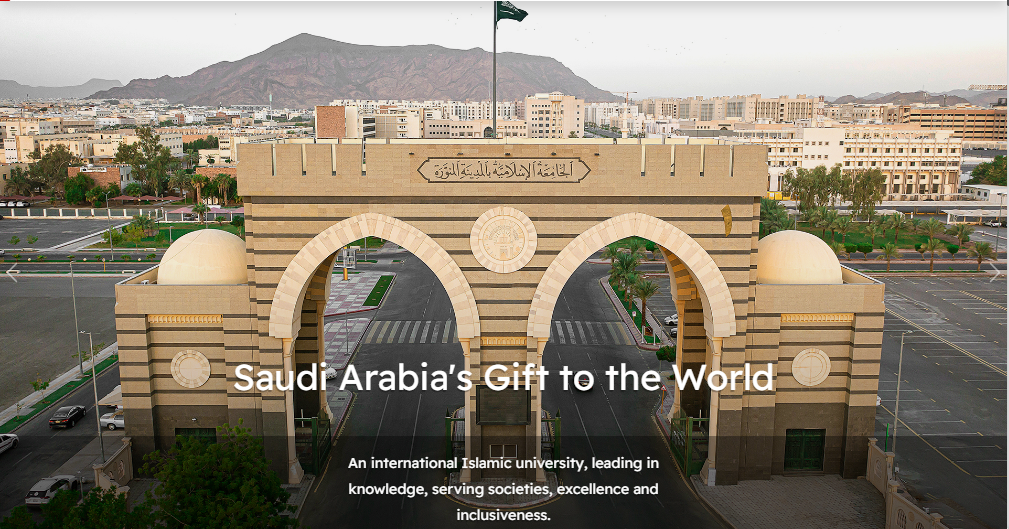 الجامعة الإسلامية بالمدينة المنورة
Saudi Arabia's Gift to the World
An international Islamic university, leading in
knowledge, serving societies, excellence and
inclusiveness.